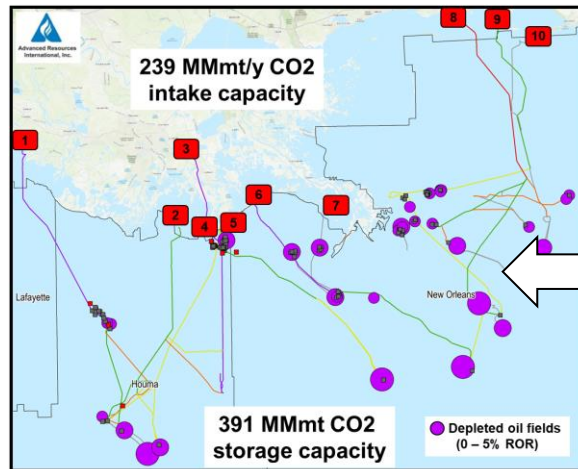 Advanced Resources
International, Inc.
239 MMmt/y CO2
intake capacity
8
9
10
1
3
2
4
5
6
7
Lafayette
New Orleans
Houma
391 MMmt CO2
storage capacity
Depleted oil fields
(0 – 5% ROR)